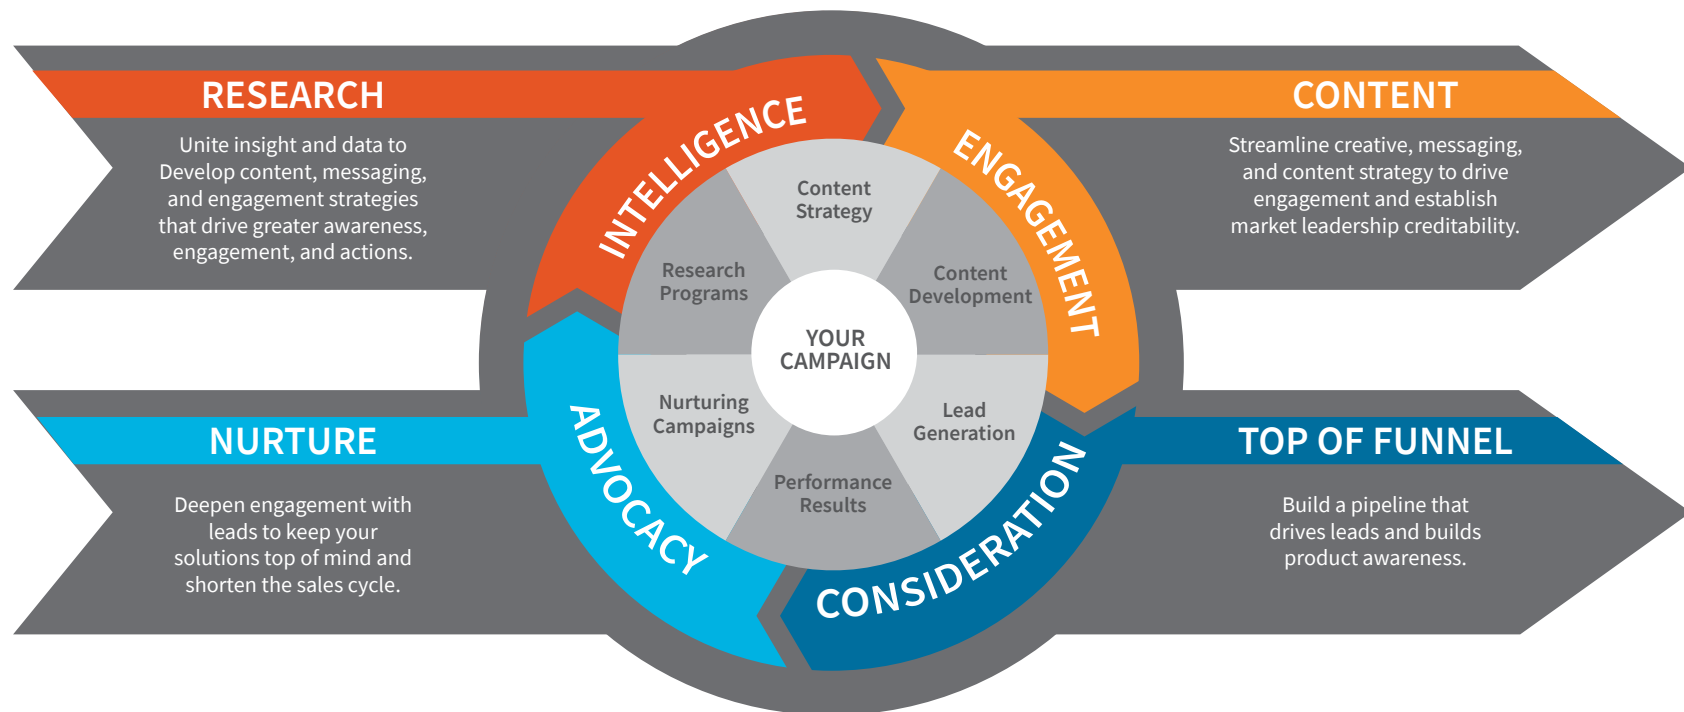 RESEARCH
Unite insight and data to
Develop content, messaging,
and engagement strategies
that drive greater awareness,
engagement, and actions.
INTELLIGENCE
ENGAGEMENT
CONTENT
Streamline creative, messaging,
and content strategy to drive
engagement and establish
market leadership creditability.
Content
Strategy
Research
Programs
Content
Development
YOUR
CAMPAIGN
Nurturing
Campaigns
Lead
Generation
Performance
Results
NURTURE
Deepen engagement with
leads to keep your
solutions top of mind and
shorten the sales cycle.
ADVOCACY
CONSIDERATION
TOP OF FUNNEL
Build a pipeline that
drives leads and builds
product awareness.